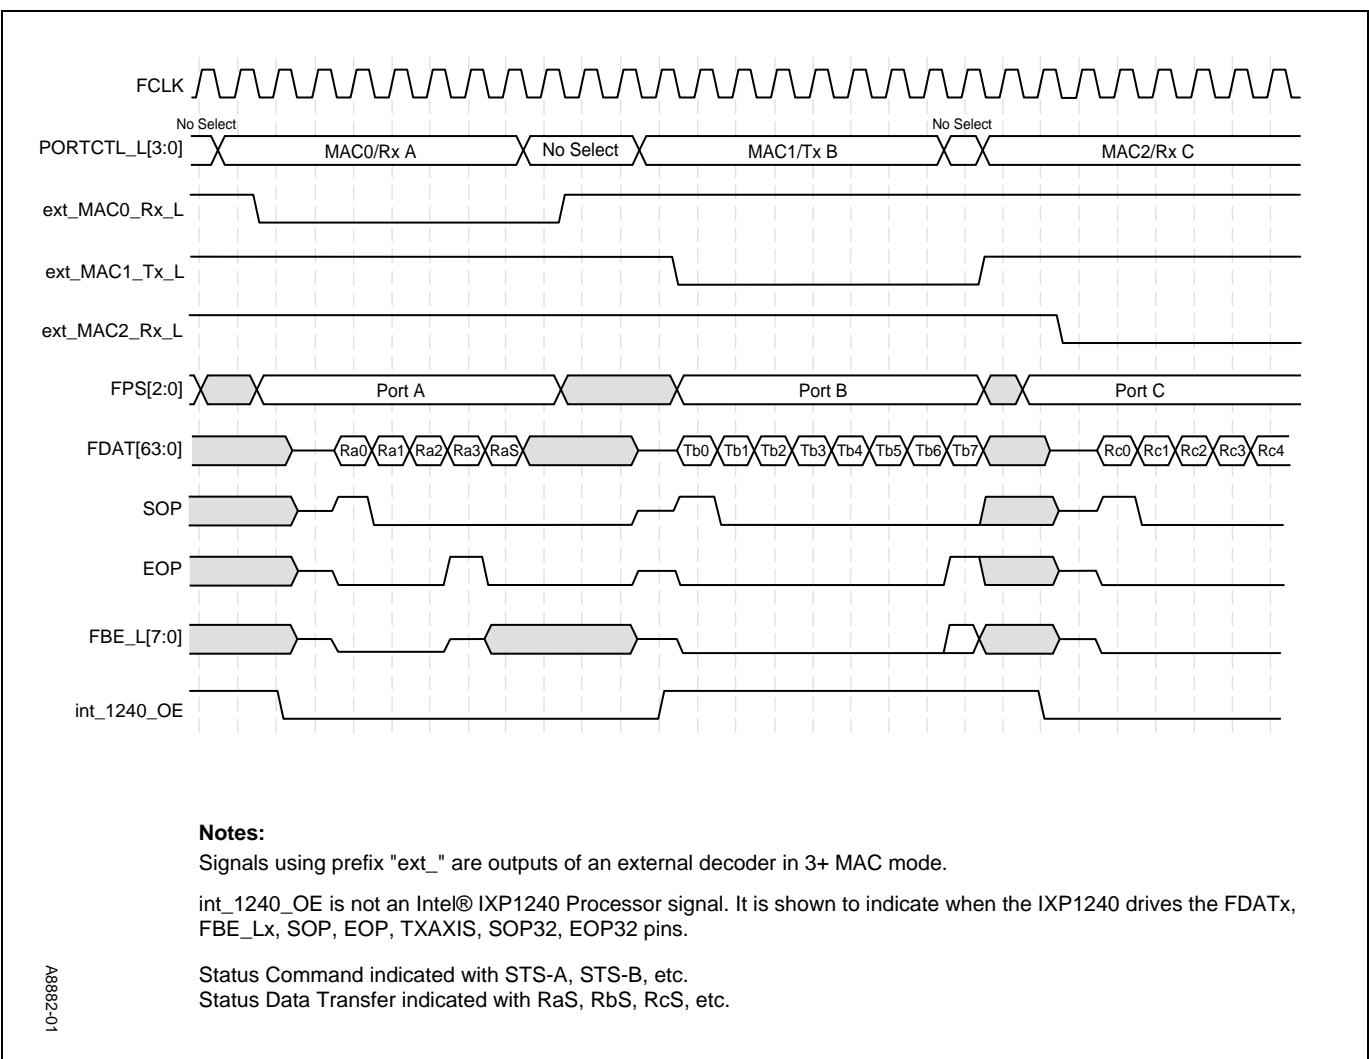 FCLK
No Select
No Select
PORTCTL_L[3:0]
MAC0/Rx A
No Select
MAC1/Tx B
MAC2/Rx C
ext_MAC0_Rx_L
ext_MAC1_Tx_L
ext_MAC2_Rx_L
FPS[2:0]
Port A
Port B
Port C
FDAT[63:0]
Ra0 Ra1 Ra2 Ra3 RaS
Tb0 Tb1 Tb2 Tb3 Tb4 Tb5 Tb6 Tb7
Rc0 Rc1 Rc2 Rc3 Rc4
SOP
EOP
FBE_L[7:0]
int_1240_OE
Notes:
Signals using prefix "ext_" are outputs of an external decoder in 3+ MAC mode.
int_1240_OE is not an Intel® IXP1240 Processor signal. It is shown to indicate when the IXP1240 drives the FDATx,
FBE_Lx, SOP, EOP, TXAXIS, SOP32, EOP32 pins.
Status Command indicated with STS-A, STS-B, etc.
Status Data Transfer indicated with RaS, RbS, RcS, etc.
A8882-01